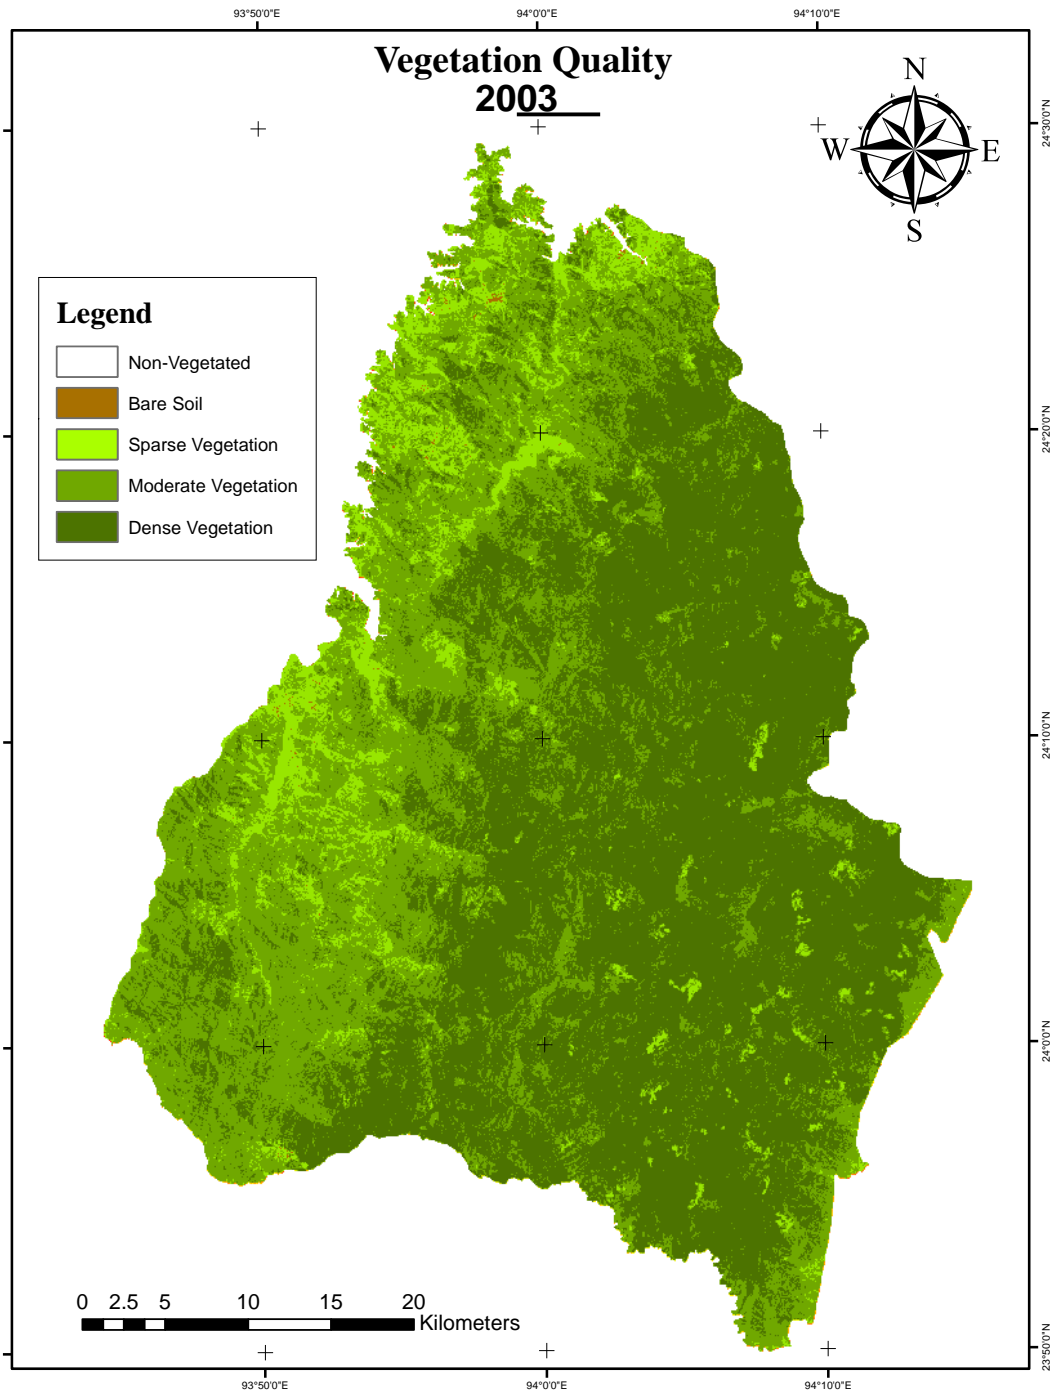 93°50'0"E 94°0'0"E 94°10'0"E
Vegetation Quality
2003
N
W E
S
24°30'0"N
Legend
Non-Vegetated
Bare Soil
Sparse Vegetation
Moderate Vegetation
Dense Vegetation
24°20'0"N
24°10'0"N
24°0'0"N
0 2.5 5 10 15 20
Kilometers
23°50'0"N
93°50'0"E 94°0'0"E 94°10'0"E